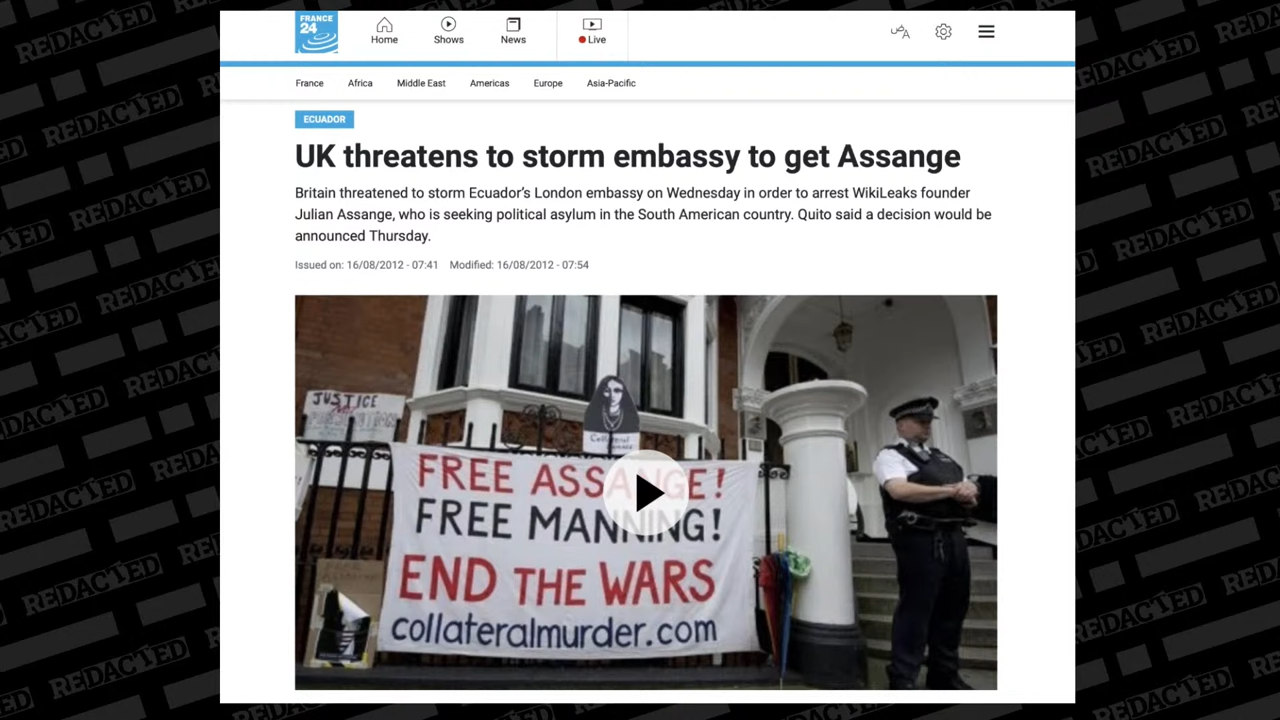 FRANCE
24
Home
Shows
News
Live
France
Africa
Middle East
Americas
Europe
Asia-Pacific
ECUADOR
UK threatens to storm embassy to get Assange
Britain threatened to storm Ecuador's London embassy on Wednesday in order to arrest WikiLeaks founder
Julian Assange, who is seeking political asylum in the South American country. Quito said a decision would be
announced Thursday.
Issued on: 16/08/2012 - 07:41 Modified: 16/08/2012 - 07:54
JUSTICE
FREE ASSANGE!
FREE MANNING!
END THE WARS
collateralmurder.com
REDACTED